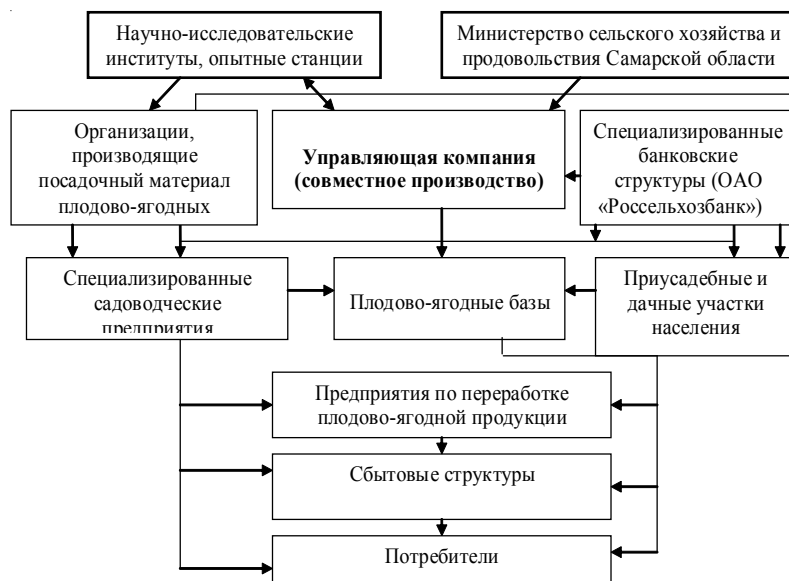 Научно-исследовательские
институты, опытные станции
Министерство сельского хозяйства и
продовольствия Самарской области
Организации,
производящие
посадочный материал
плодово-ягодных
Управляющая компания
(совместное производство)
Специализированные
банковские
структуры (ОАО
«Россельхозбанк»)
Специализированные
садоводческие
предприятия
Плодово-ягодные базы
Приусадебные и
дачные участки
населения
Предприятия по переработке
плодово-ягодной продукции
Сбытовые структуры
Потребители